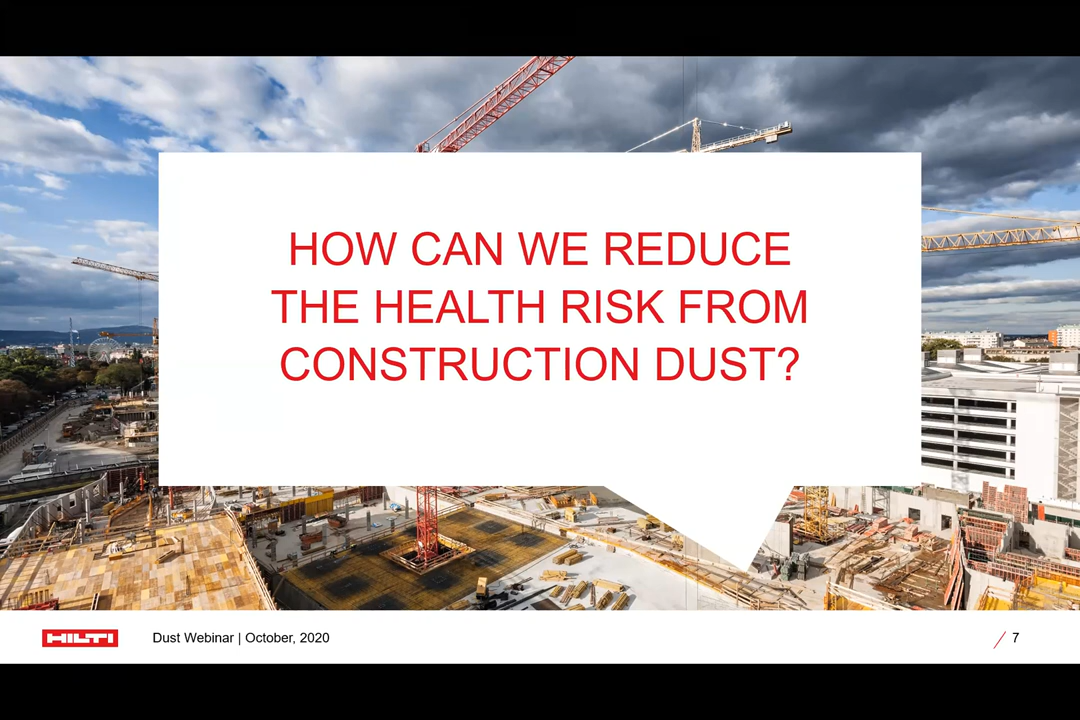 HOW CAN WE REDUCE
THE HEALTH RISK FROM
CONSTRUCTION DUST?
HILTI
Dust Webinar | October, 2020
7